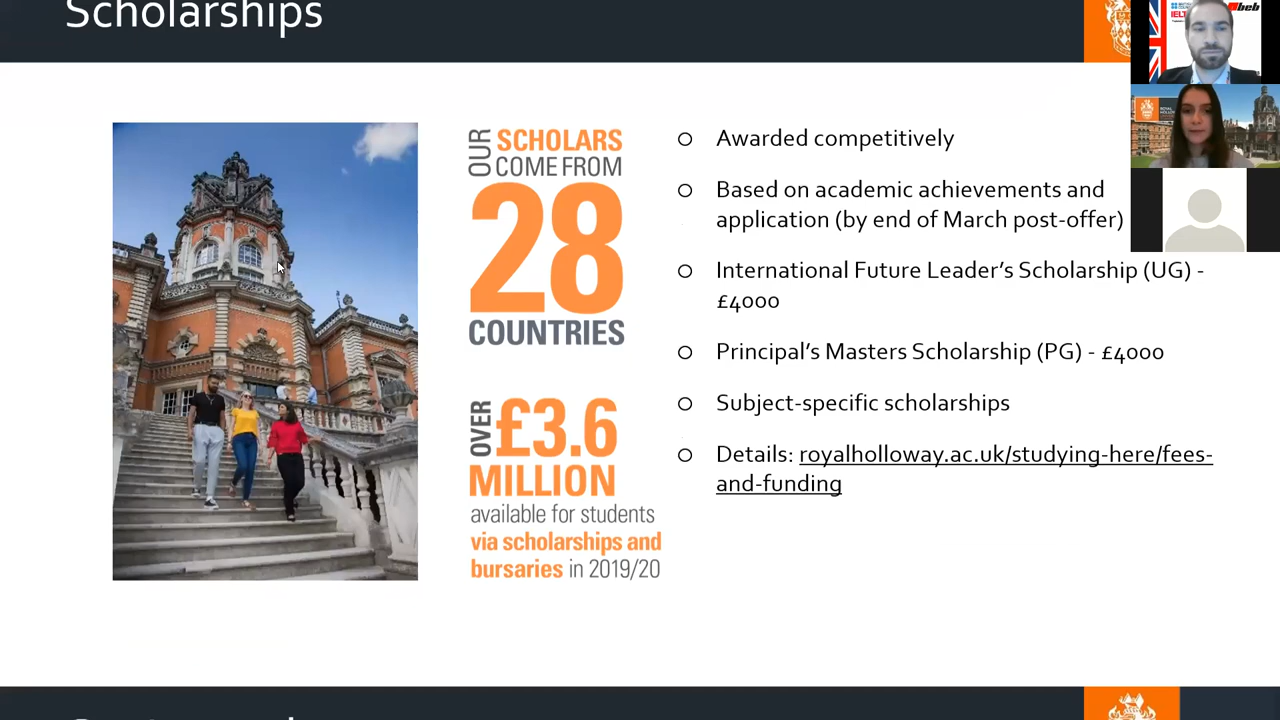 Scholarships
OUR SCHOLARS
COME FROM
28
COUNTRIES
OVER £3.6
MILLION
available for students
via scholarships and
bursaries in 2019/20
Awarded competitively
Based on academic achievements and
application (by end of March post-offer)
International Future Leader’s Scholarship (UG) -
£4000
Principal’s Masters Scholarship (PG) - £4000
Subject-specific scholarships
Details: royalholloway.ac.uk/studying-here/fees-
and-funding
beb
ROYAL